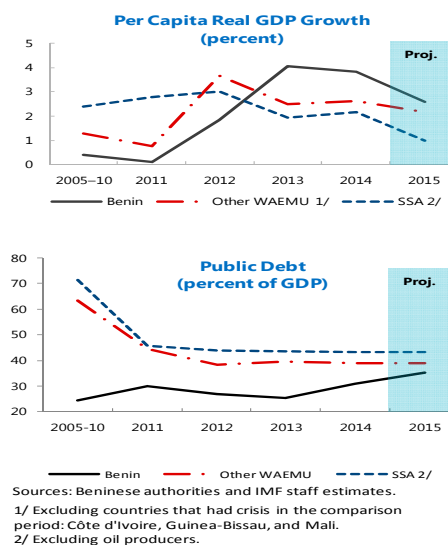 Per Capita Real GDP Growth
(percent)
5
4
3
2
1
0
Proj.
2005–10 2011 2012 2013 2014 2015
Benin Other WAEMU 1/ SSA 2/
80
70
60
50
40
30
20
Public Debt
(percent of GDP)
Proj.
2005-10 2011 2012 2013 2014 2015
Benin Other WAEMU SSA 2/
Sources: Beninese authorities and IMF staff estimates.
1/ Excluding countries that had crisis in the comparison
period: Côte d'Ivoire, Guinea-Bissau, and Mali.
2/ Excluding oil producers.